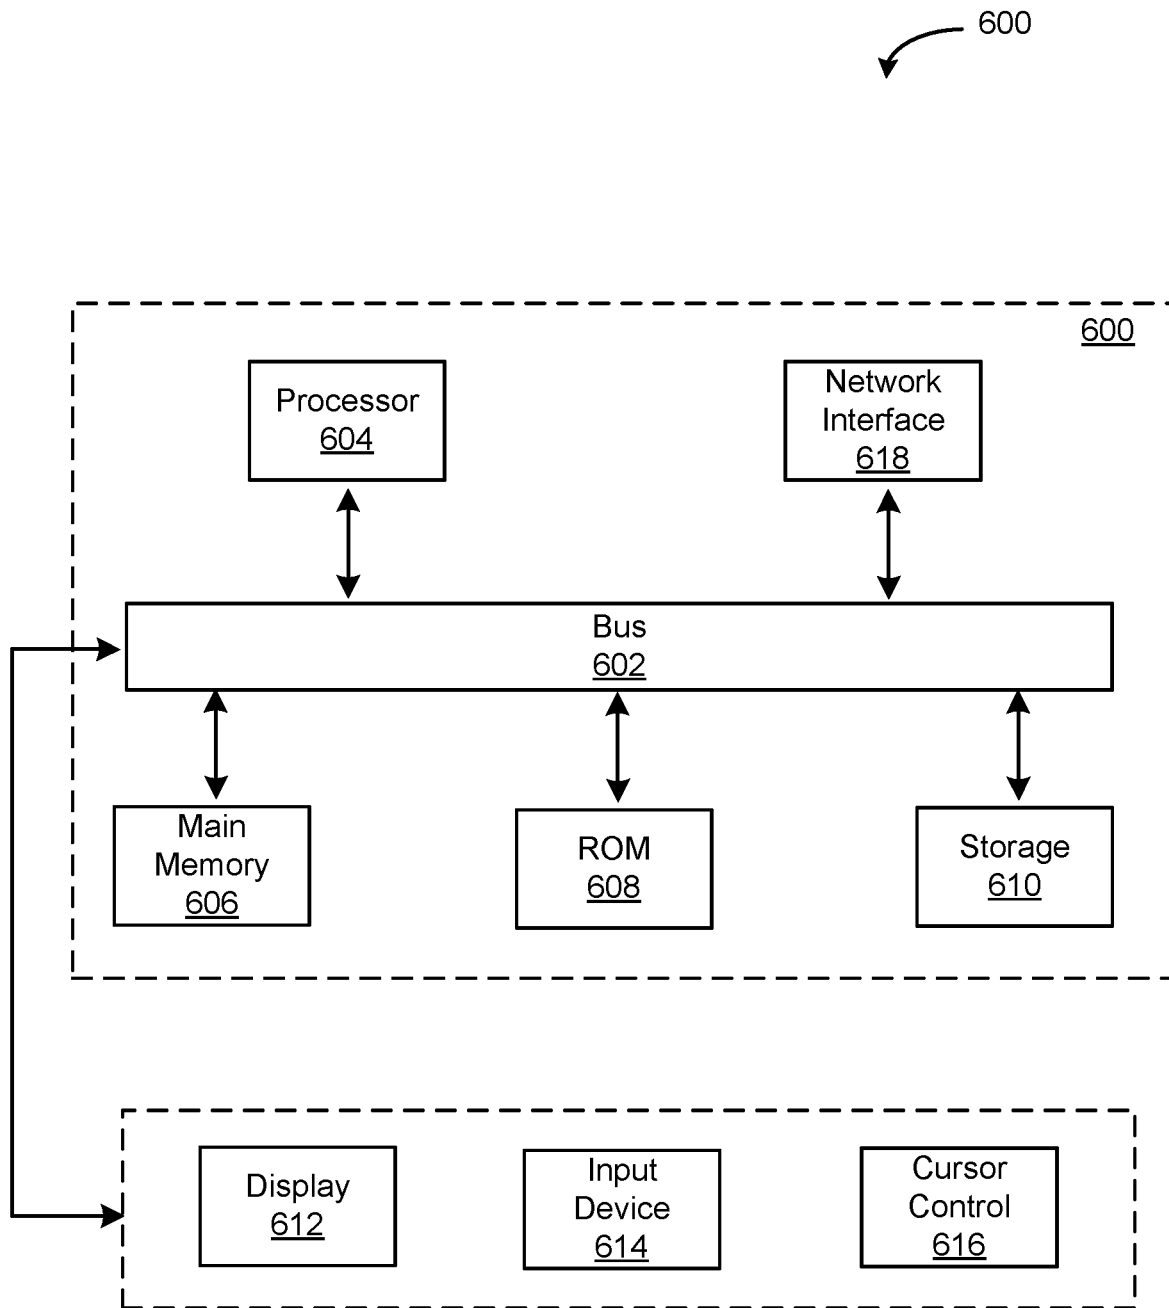 600
600
Processor
604
Network
Interface
618
Bus
602
Main
Memory
606
ROM
608
Storage
610
Display
612
Input
Device
614
Cursor
Control
616